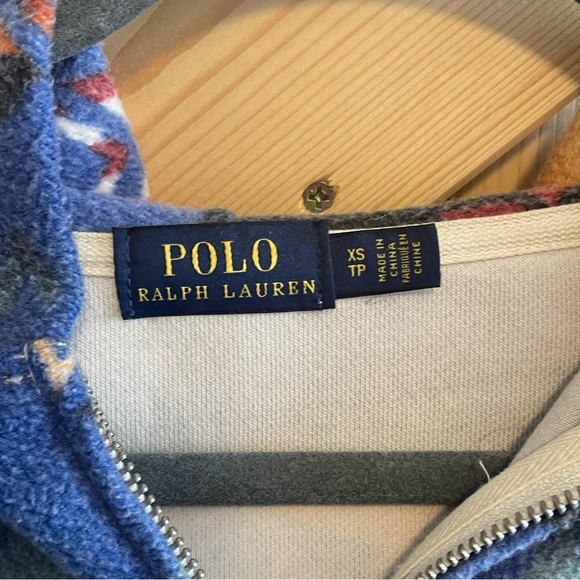 POLO
RALPH LAUREN
XS
TP
MADE IN
CHINA
FABRIQUÉ EN
CHINE